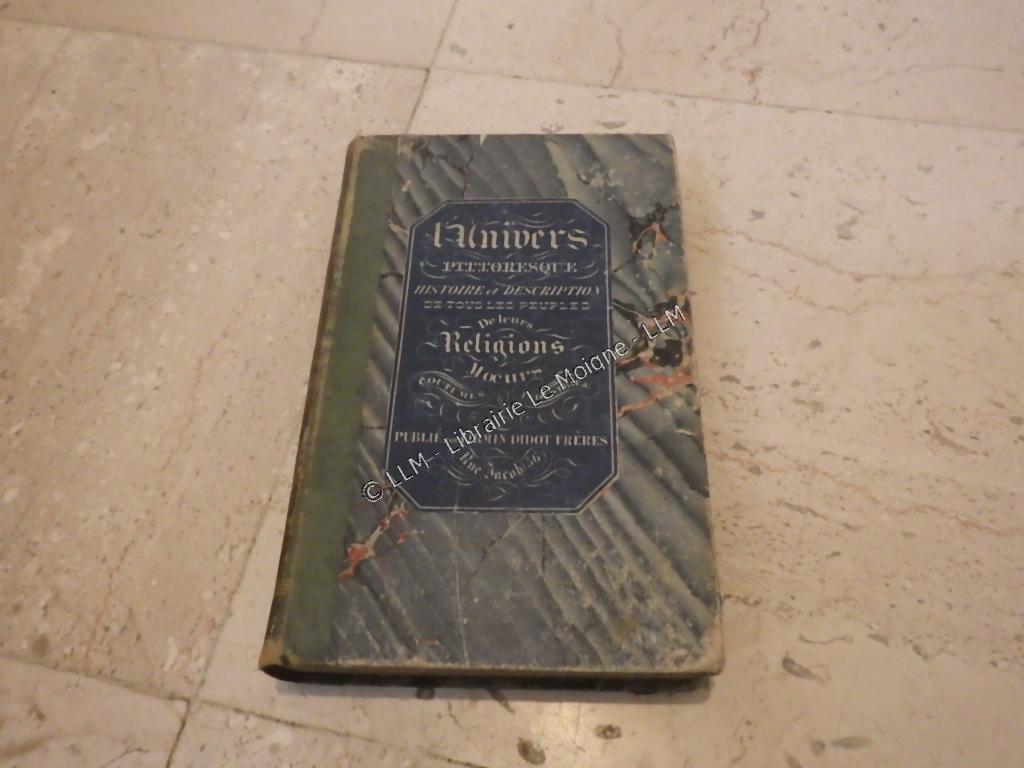 l'Univers
PITTORESQUE
HISTOIRE et DESCRIPTION
DE TOUS LES PEUPLES
De leurs
Religions
Mœurs
COUTUMES
PUBLIÉ DIDOT FRÈRES
Rue Jacob 56
© LLM - Librairie Le Moigne - LLM